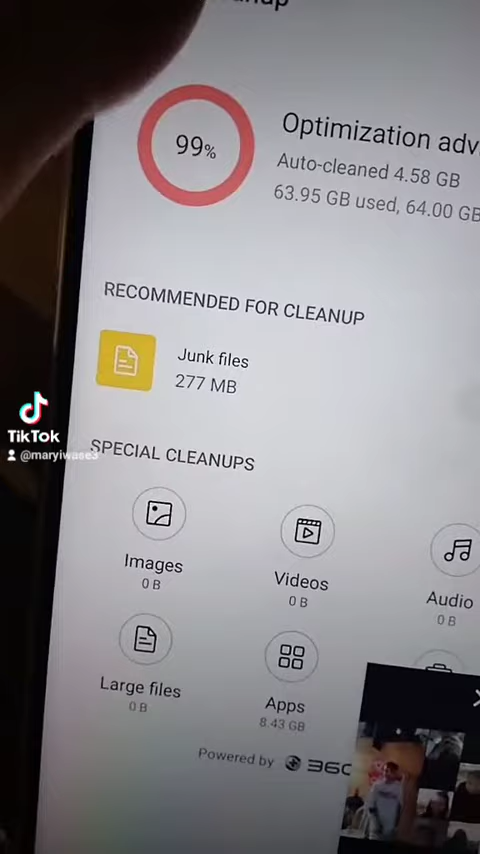 99%
Optimization
Auto-cleaned 4.58 GB
63.95 GB used, 64.00 GB
RECOMMENDED FOR CLEANUP
Junk files
277 MB
TikTok
@maryiwase3
SPECIAL CLEANUPS
Images
0 B
Videos
0 B
Audio
0 B
Large files
0 B
Apps
8.43 GB
Powered by 360